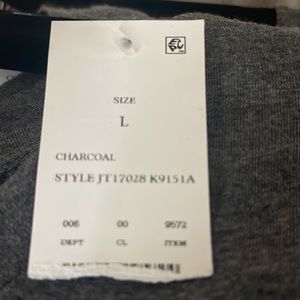 SIZE
L
CHARCOAL
STYLE JT17028 K9151A
006 00 9572
DEPT CL ITEM